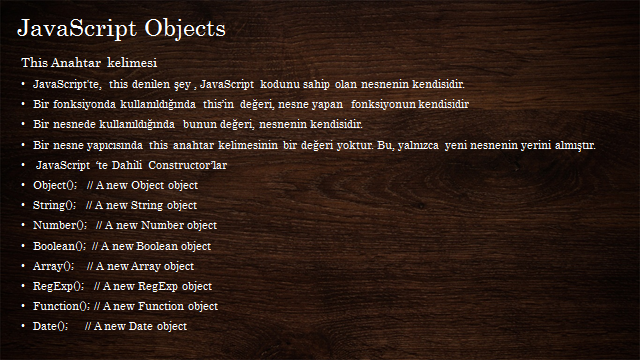 JavaScript Objects
This Anahtar kelimesi
• JavaScript'te, this denilen şey , JavaScript kodunu sahip olan nesnenin kendisidir.
• Bir fonksiyonda kullanıldığında this'in değeri, nesne yapan fonksiyonun kendisidir
• Bir nesnede kullanıldığında bunun değeri, nesnenin kendisidir.
• Bir nesne yapıcısında this anahtar kelimesinin bir değeri yoktur. Bu, yalnızca yeni nesnenin yerini almıştır.
• JavaScript 'te Dahili Constructor'lar
• Object(); // A new Object object
• String(); // A new String object
• Number(); // A new Number object
• Boolean(); // A new Boolean object
• Array(); // A new Array object
• RegExp(); // A new RegExp object
• Function(); // A new Function object
• Date(); // A new Date object